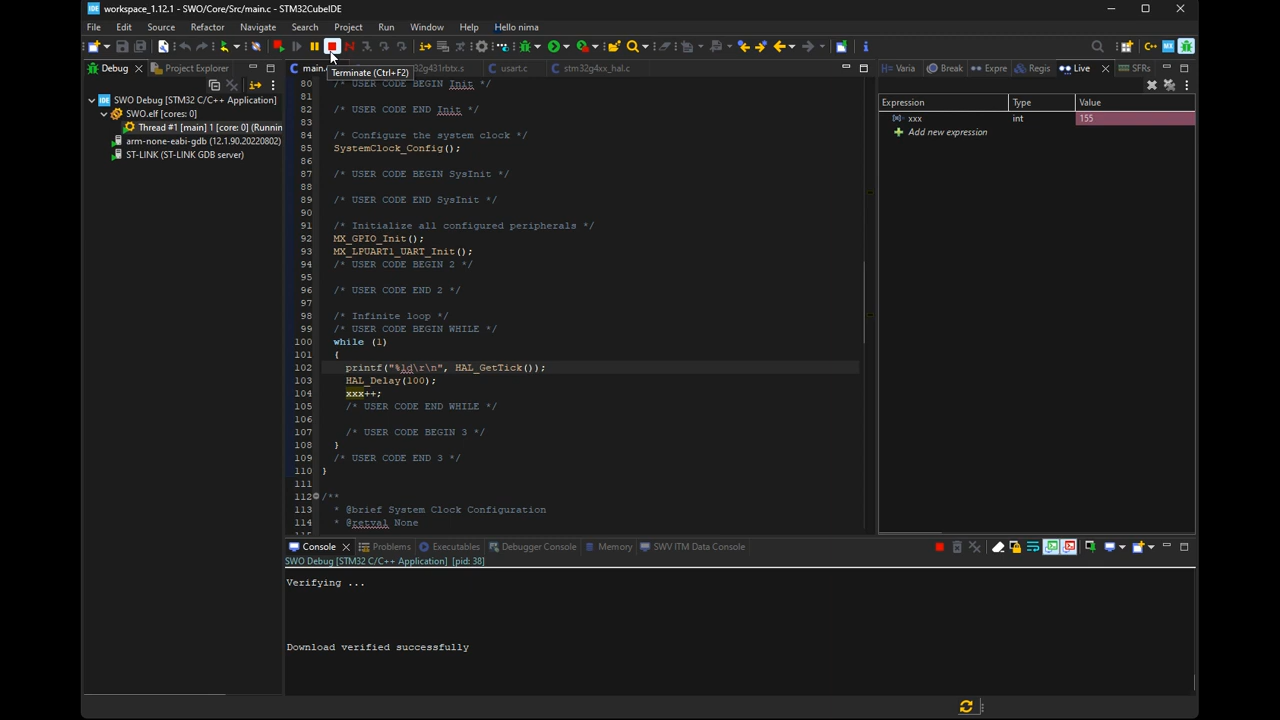 workspace_1.12.1 - SWO/Core/Src/main.c - STM32CubeIDE
File Edit Source Refactor Navigate Search Project Run Window Help Hello nima
Debug Project Explorer
main. 32g431rbtx.s usart.c stm32g4xx_hal.c
Terminate (Ctrl+F2)
Varia Break Expre Regis Live SFRs
SWO Debug [STM32 C/C++ Application]
SWO.elf [cores: 0]
Thread #1 [main] 1 [core: 0] (Runnin
arm-none-eabi-gdb (12.1.90.20220802)
ST-LINK (ST-LINK GDB server)
80 /* USER CODE BEGIN Init */
81
82 /* USER CODE END Init */
83
84 /* Configure the system clock */
85 SystemClock_Config();
86
87 /* USER CODE BEGIN SysInit */
88
89 /* USER CODE END SysInit */
90
91 /* Initialize all configured peripherals */
92 MX_GPIO_Init();
93 MX_LPUART1_UART_Init();
94 /* USER CODE BEGIN 2 */
95
96 /* USER CODE END 2 */
97
98 /* Infinite loop */
99 /* USER CODE BEGIN WHILE */
100 while (1)
101 {
102 printf("%ld\r\n", HAL_GetTick());
103 HAL_Delay(100);
104 xxx++;
105 /* USER CODE END WHILE */
106
107 /* USER CODE BEGIN 3 */
108 }
109 /* USER CODE END 3 */
110 }
111
112 /**
113 * @brief System Clock Configuration
114 * @retval None
Expression Type Value
xxx int 155
Add new expression
Console Problems Executables Debugger Console Memory SWV ITM Data Console
SWO Debug [STM32 C/C++ Application] [pid: 38]
Verifying ...
Download verified successfully